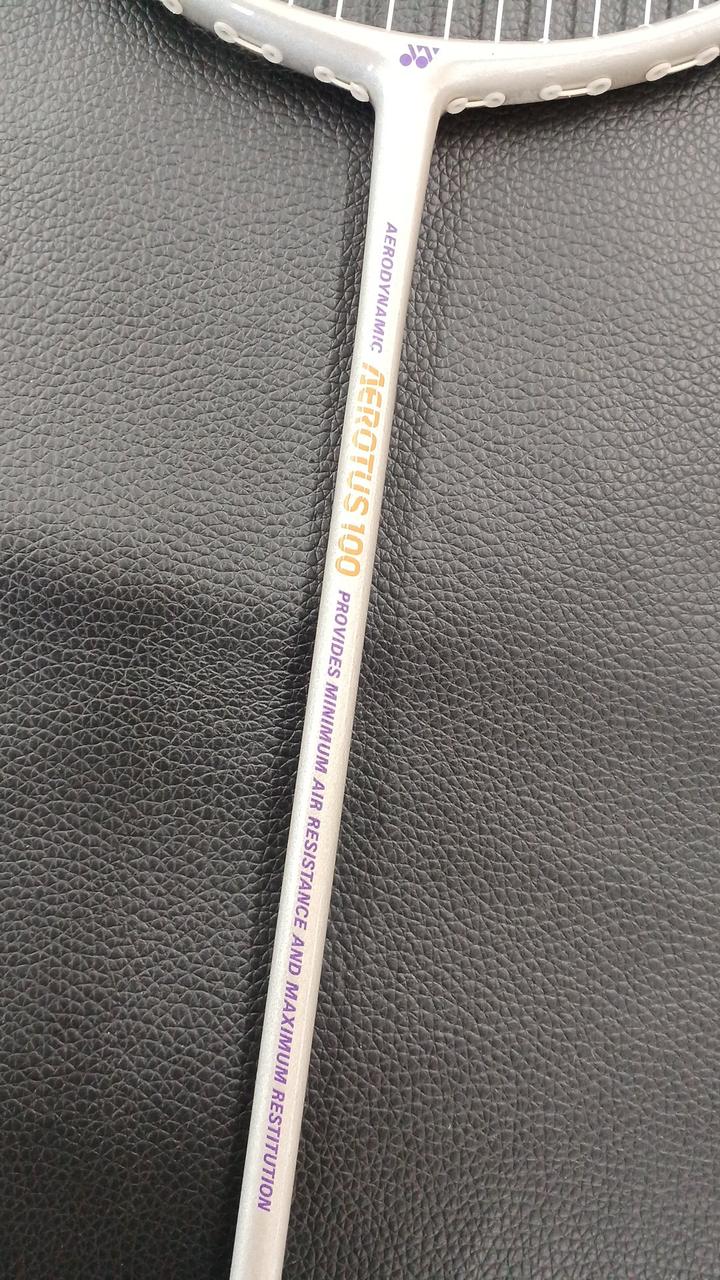 AERODYNAMIC AEROTUS 100 PROVIDES MINIMUM AIR RESISTANCE AND MAXIMUM RESTITUTION